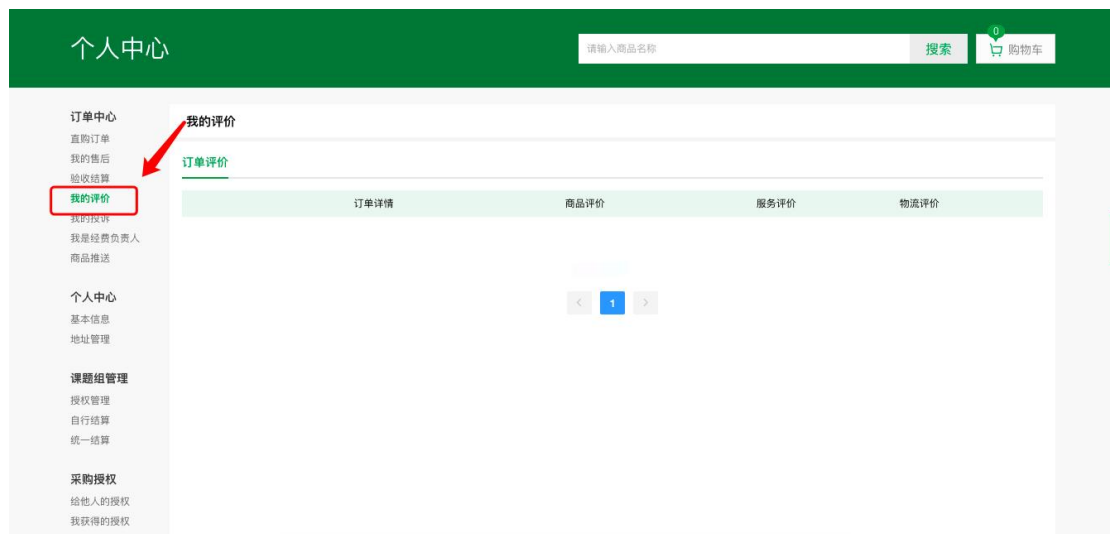 个人中心
请输入商品名称
搜索
0
购物车
订单中心
直购订单
我的售后
验收结算
我的评价
我的投诉
我是经费负责人
商品推送
个人中心
基本信息
地址管理
课题组管理
授权管理
自行结算
统一结算
采购授权
给他人的授权
我获得的授权
我的评价
订单评价
订单详情 商品评价 服务评价 物流评价
< 1 >